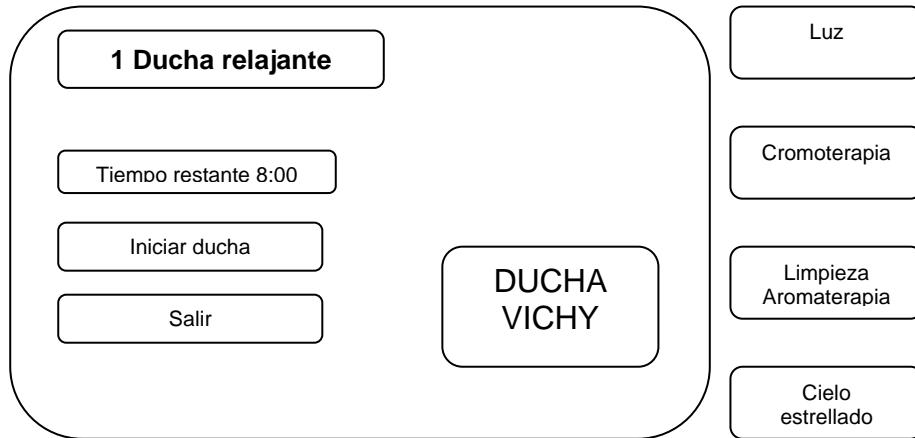 1 Ducha relajante
Tiempo restante 8:00
Iniciar ducha
Salir
DUCHA
VICHY
Luz
Cromoterapia
Limpieza
Aromaterapia
Cielo
estrellado